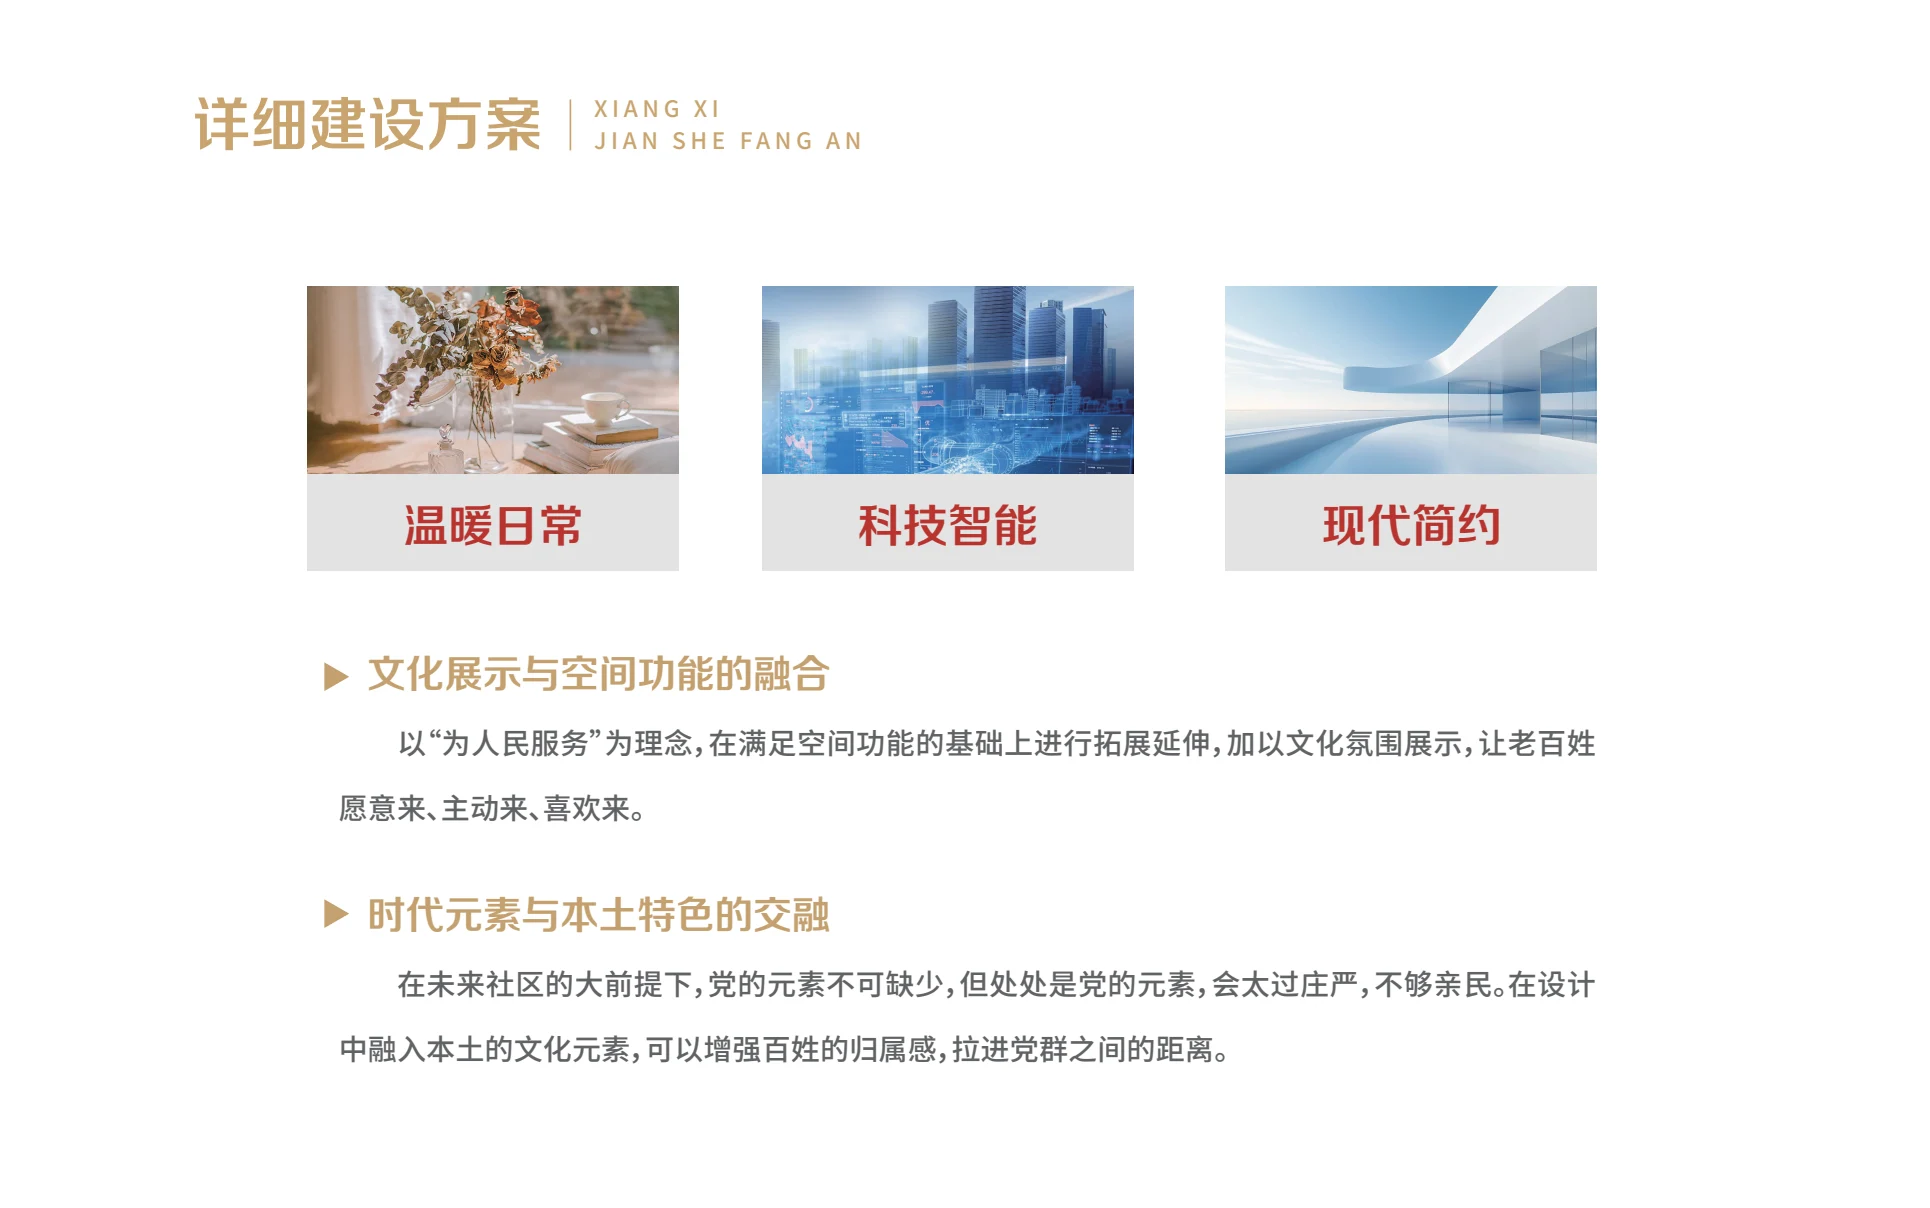 详细建设方案
XIANG XI
JIAN SHE FANG AN
温暖日常
科技智能
现代简约
文化展示与空间功能的融合
以“为人民服务”为理念,在满足空间功能的基础上进行拓展延伸,加以文化氛围展示,让老百姓
愿意来、主动来、喜欢来。
时代元素与本土特色的交融
在未来社区的大前提下,党的元素不可缺少,但处处是党的元素,会太过庄严,不够亲民。在设计
中融入本土的文化元素,可以增强百姓的归属感,拉进党群之间的距离。